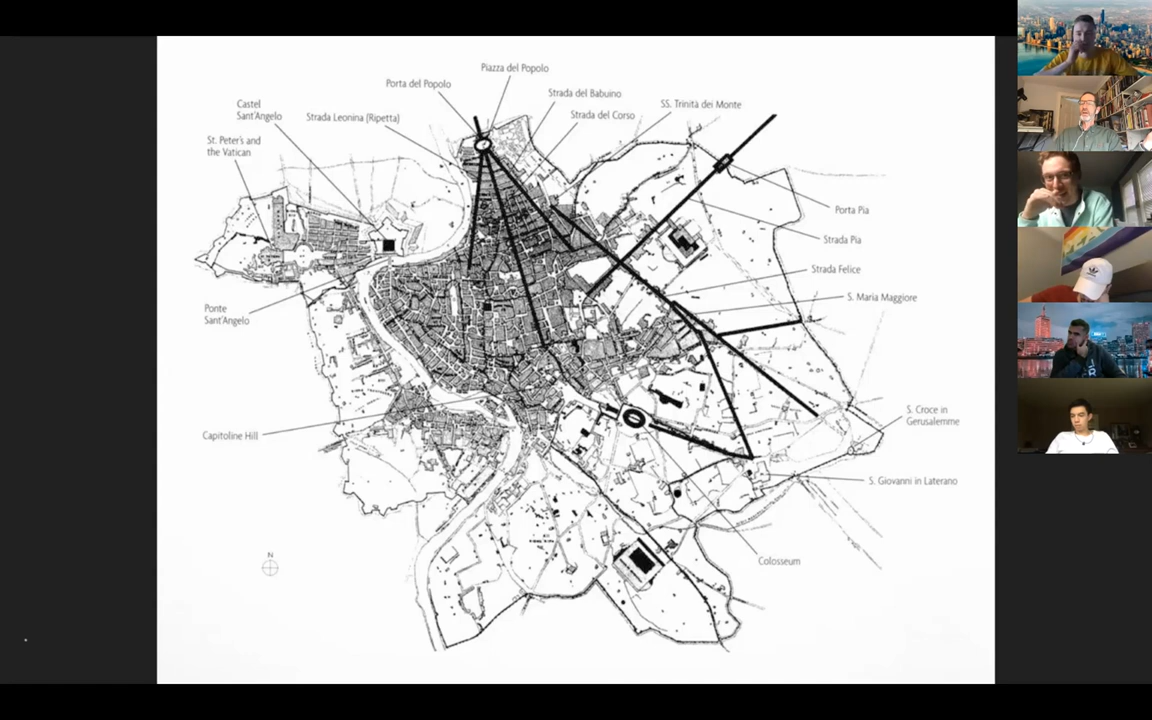 Piazza del Popolo
Porta del Popolo
Strada del Babuino
Castel
Sant'Angelo
Strada Leonina (Ripetta)
Strada del Corso
SS. Trinità dei Monte
St. Peter's and
the Vatican
Porta Pia
Strada Pia
Strada Felice
S. Maria Maggiore
Ponte
Sant'Angelo
S. Croce in
Gerusalemme
Capitoline Hill
S. Giovanni in Laterano
N
Colosseum